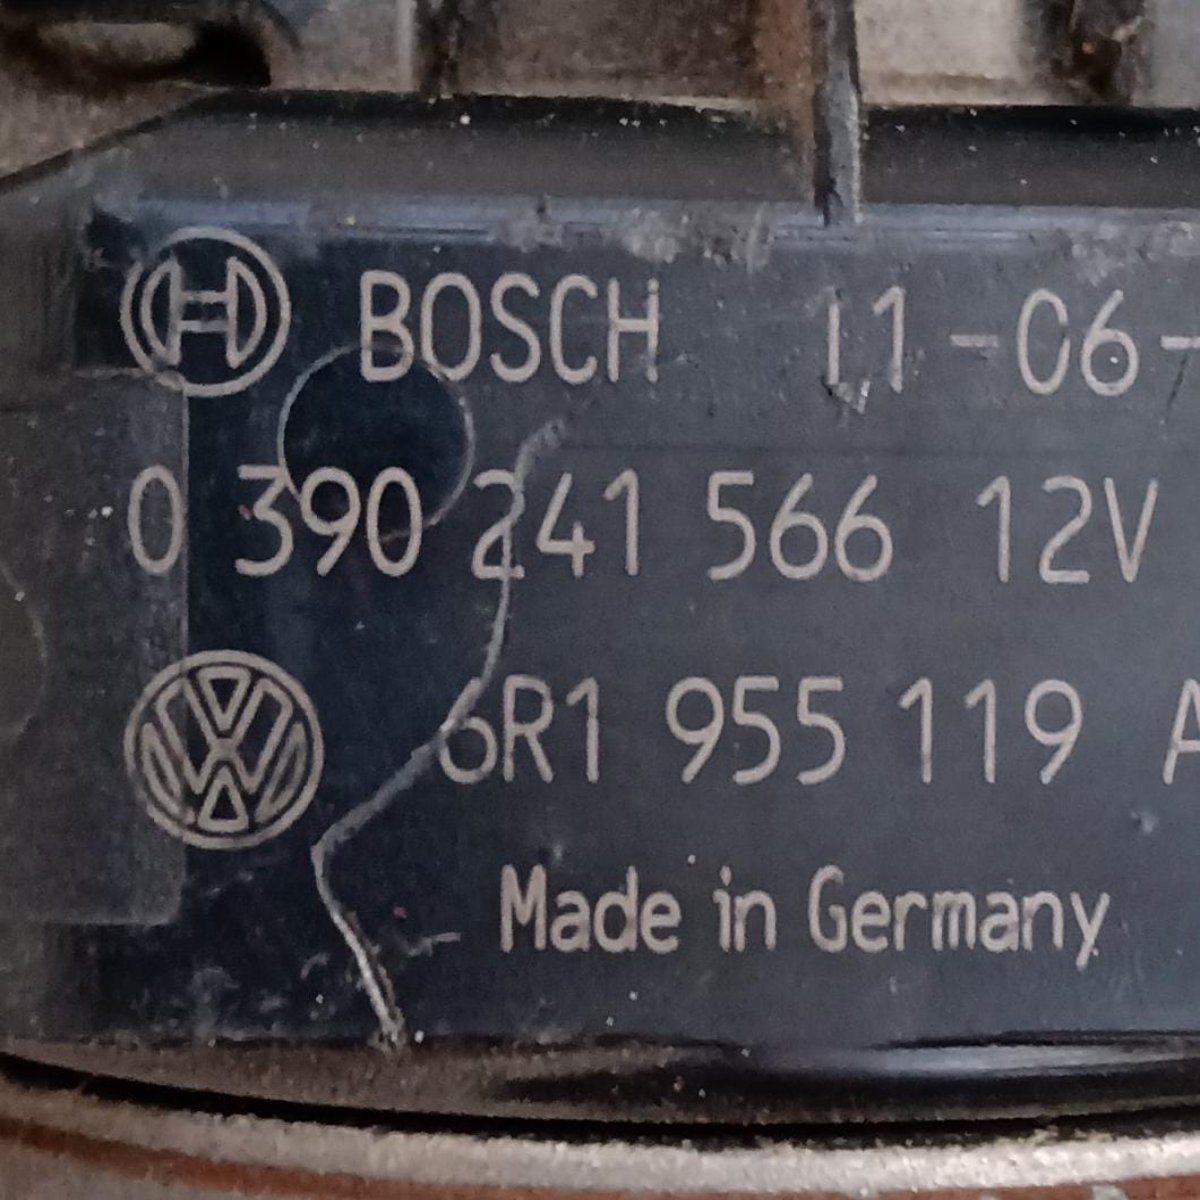 BOSCH 11-06-
0 390 241 566 12V
6R1 955 119 A
Made in Germany